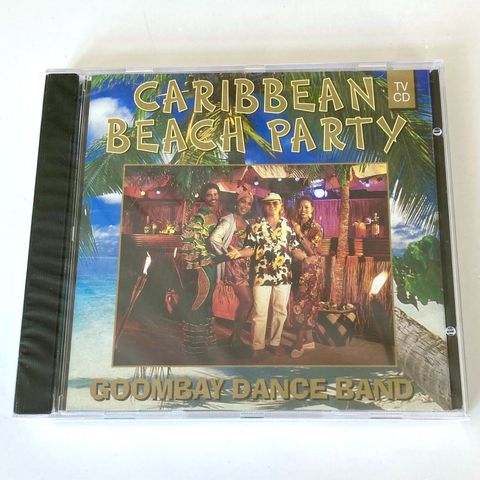 CARIBBEAN
BEACH PARTY
TV
CD
GOOMBAY DANCE BAND